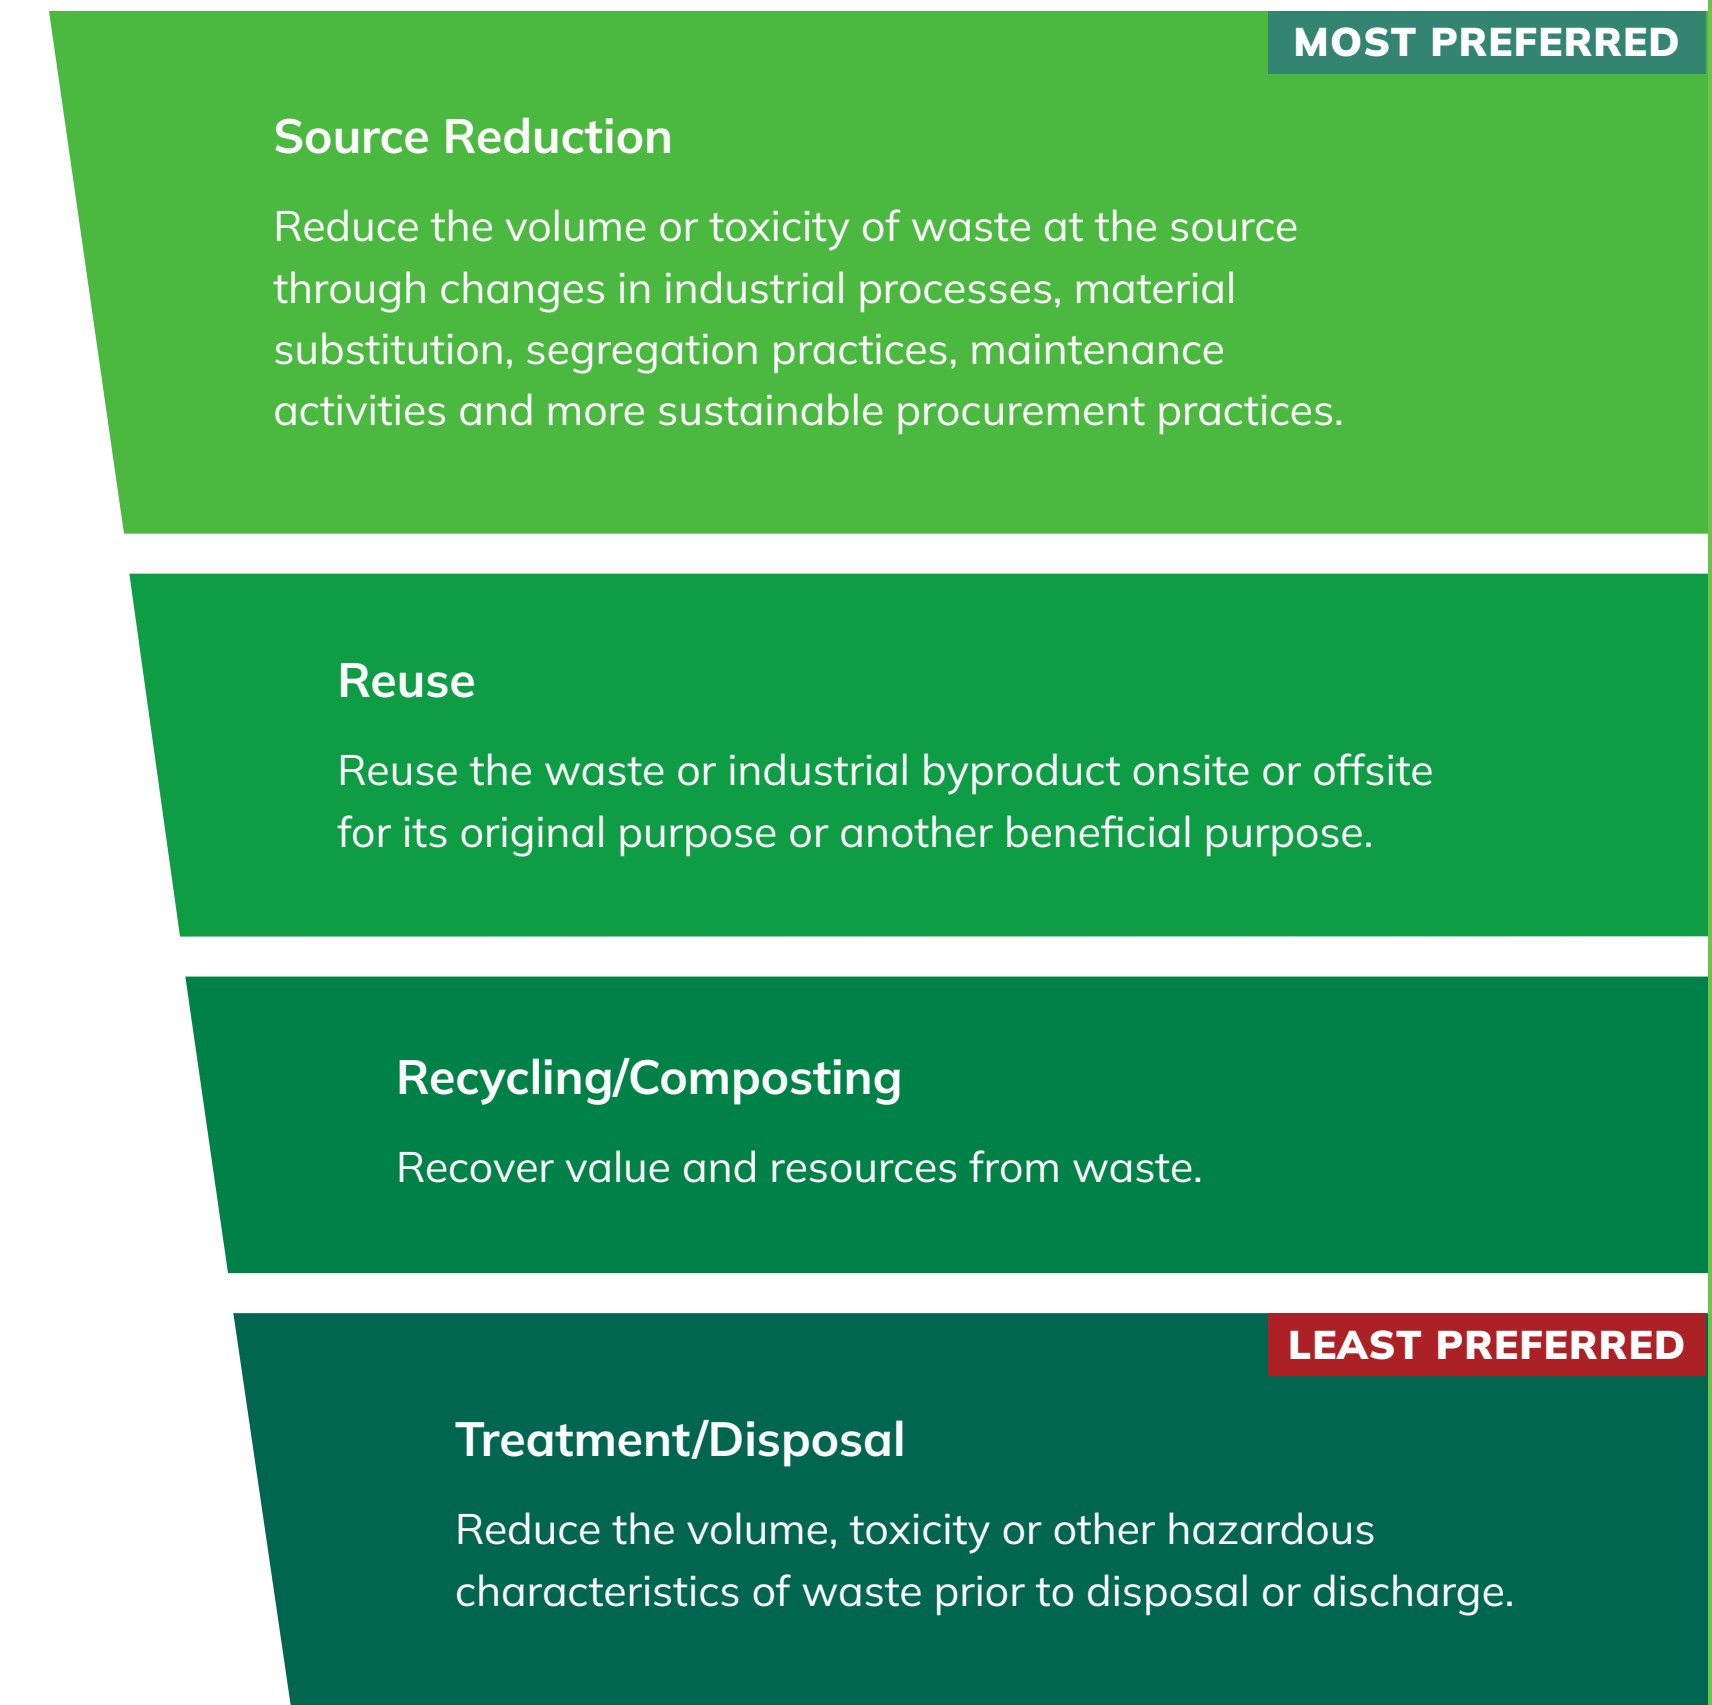 MOST PREFERRED
Source Reduction
Reduce the volume or toxicity of waste at the source
through changes in industrial processes, material
substitution, segregation practices, maintenance
activities and more sustainable procurement practices.
Reuse
Reuse the waste or industrial byproduct onsite or offsite
for its original purpose or another beneficial purpose.
Recycling/Composting
Recover value and resources from waste.
LEAST PREFERRED
Treatment/Disposal
Reduce the volume, toxicity or other hazardous
characteristics of waste prior to disposal or discharge.